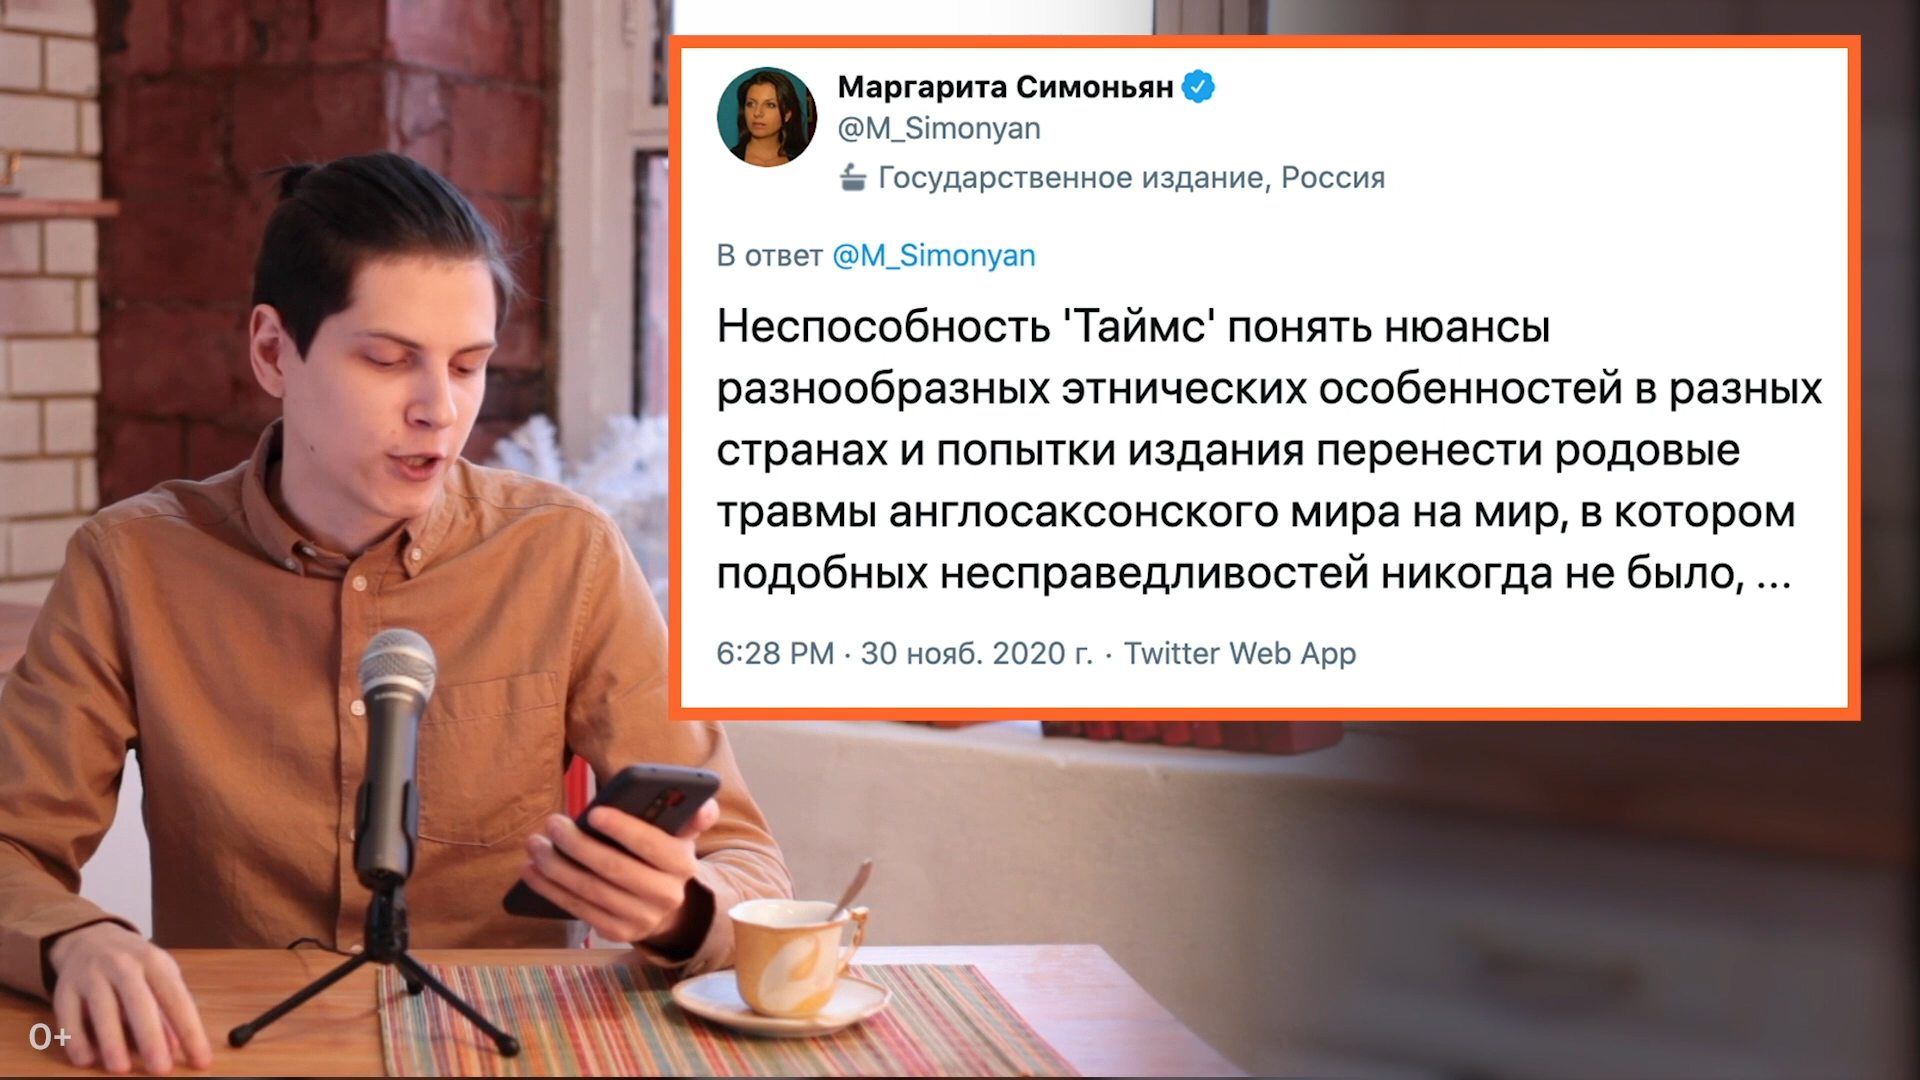 Маргарита Симоньян
@M_Simonyan
Государственное издание, Россия
В ответ @M_Simonyan
Неспособность 'Таймс' понять нюансы
разнообразных этнических особенностей в разных
странах и попытки издания перенести родовые
травмы англосаксонского мира на мир, в котором
подобных несправедливостей никогда не было, ...
6:28 PM · 30 нояб. 2020 г. · Twitter Web App
0+